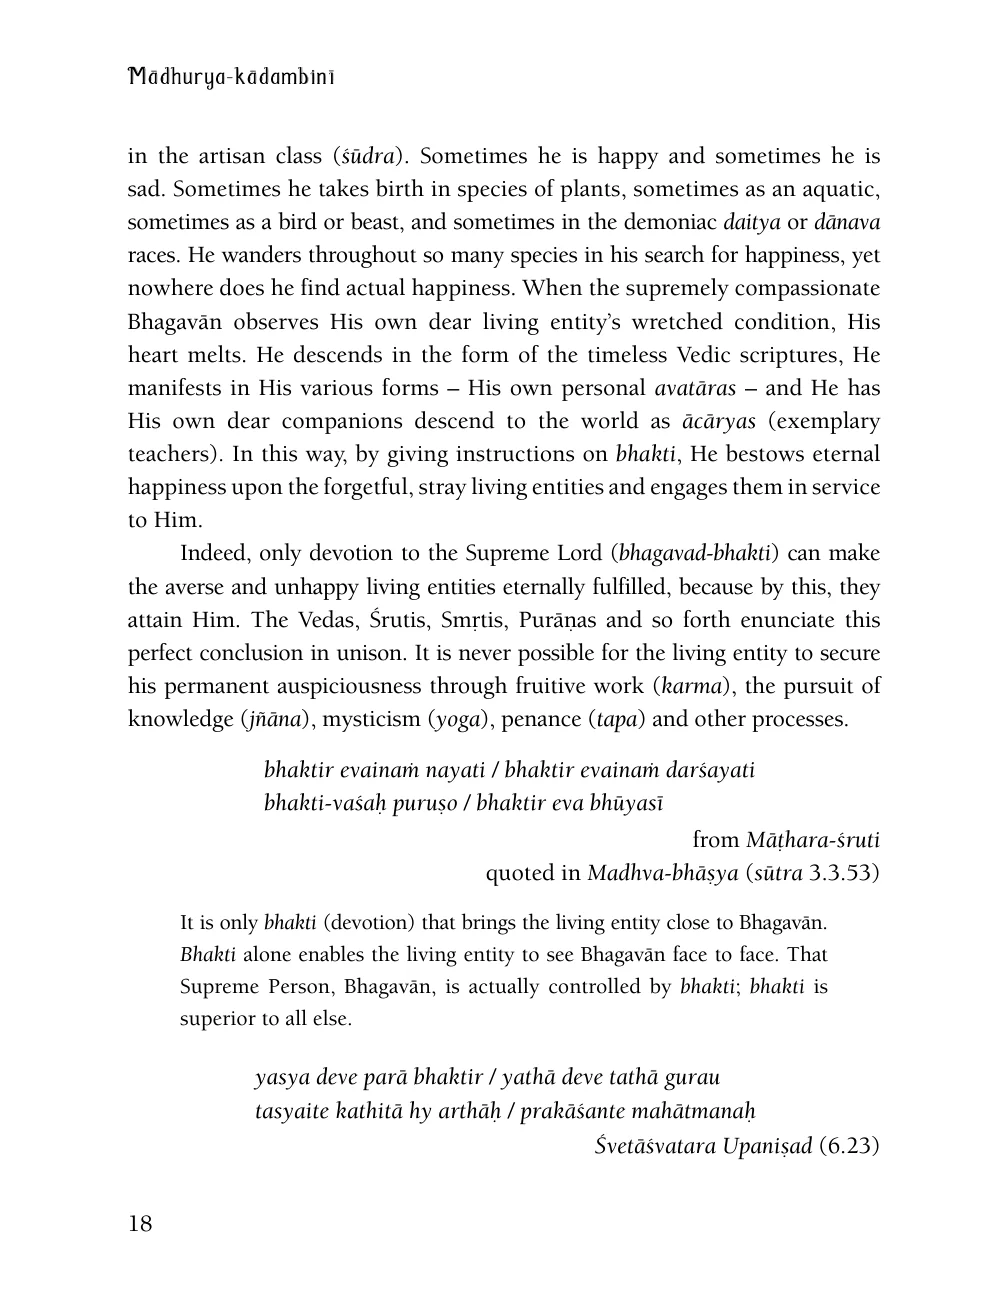 Mādhurya-kādambinī
in the artisan class (śūdra). Sometimes he is happy and sometimes he is
sad. Sometimes he takes birth in species of plants, sometimes as an aquatic,
sometimes as a bird or beast, and sometimes in the demoniac daitya or dānava
races. He wanders throughout so many species in his search for happiness, yet
nowhere does he find actual happiness. When the supremely compassionate
Bhagavān observes His own dear living entity’s wretched condition, His
heart melts. He descends in the form of the timeless Vedic scriptures, He
manifests in His various forms – His own personal avatāras – and He has
His own dear companions descend to the world as ācāryas (exemplary
teachers). In this way, by giving instructions on bhakti, He bestows eternal
happiness upon the forgetful, stray living entities and engages them in service
to Him.
Indeed, only devotion to the Supreme Lord (bhagavad-bhakti) can make
the averse and unhappy living entities eternally fulfilled, because by this, they
attain Him. The Vedas, Śrutis, Smṛtis, Purāṇas and so forth enunciate this
perfect conclusion in unison. It is never possible for the living entity to secure
his permanent auspiciousness through fruitive work (karma), the pursuit of
knowledge (jñāna), mysticism (yoga), penance (tapa) and other processes.
bhaktir evainaṁ nayati / bhaktir evainaṁ darśayati
bhakti-vaśaḥ puruṣo / bhaktir eva bhūyasī
from Māṭhara-śruti
quoted in Madhva-bhāṣya (sūtra 3.3.53)
It is only bhakti (devotion) that brings the living entity close to Bhagavān.
Bhakti alone enables the living entity to see Bhagavān face to face. That
Supreme Person, Bhagavān, is actually controlled by bhakti; bhakti is
superior to all else.
yasya deve parā bhaktir / yathā deve tathā gurau
tasyaite kathitā hy arthāḥ / prakāśante mahātmanaḥ
Śvetāśvatara Upaniṣad (6.23)
18